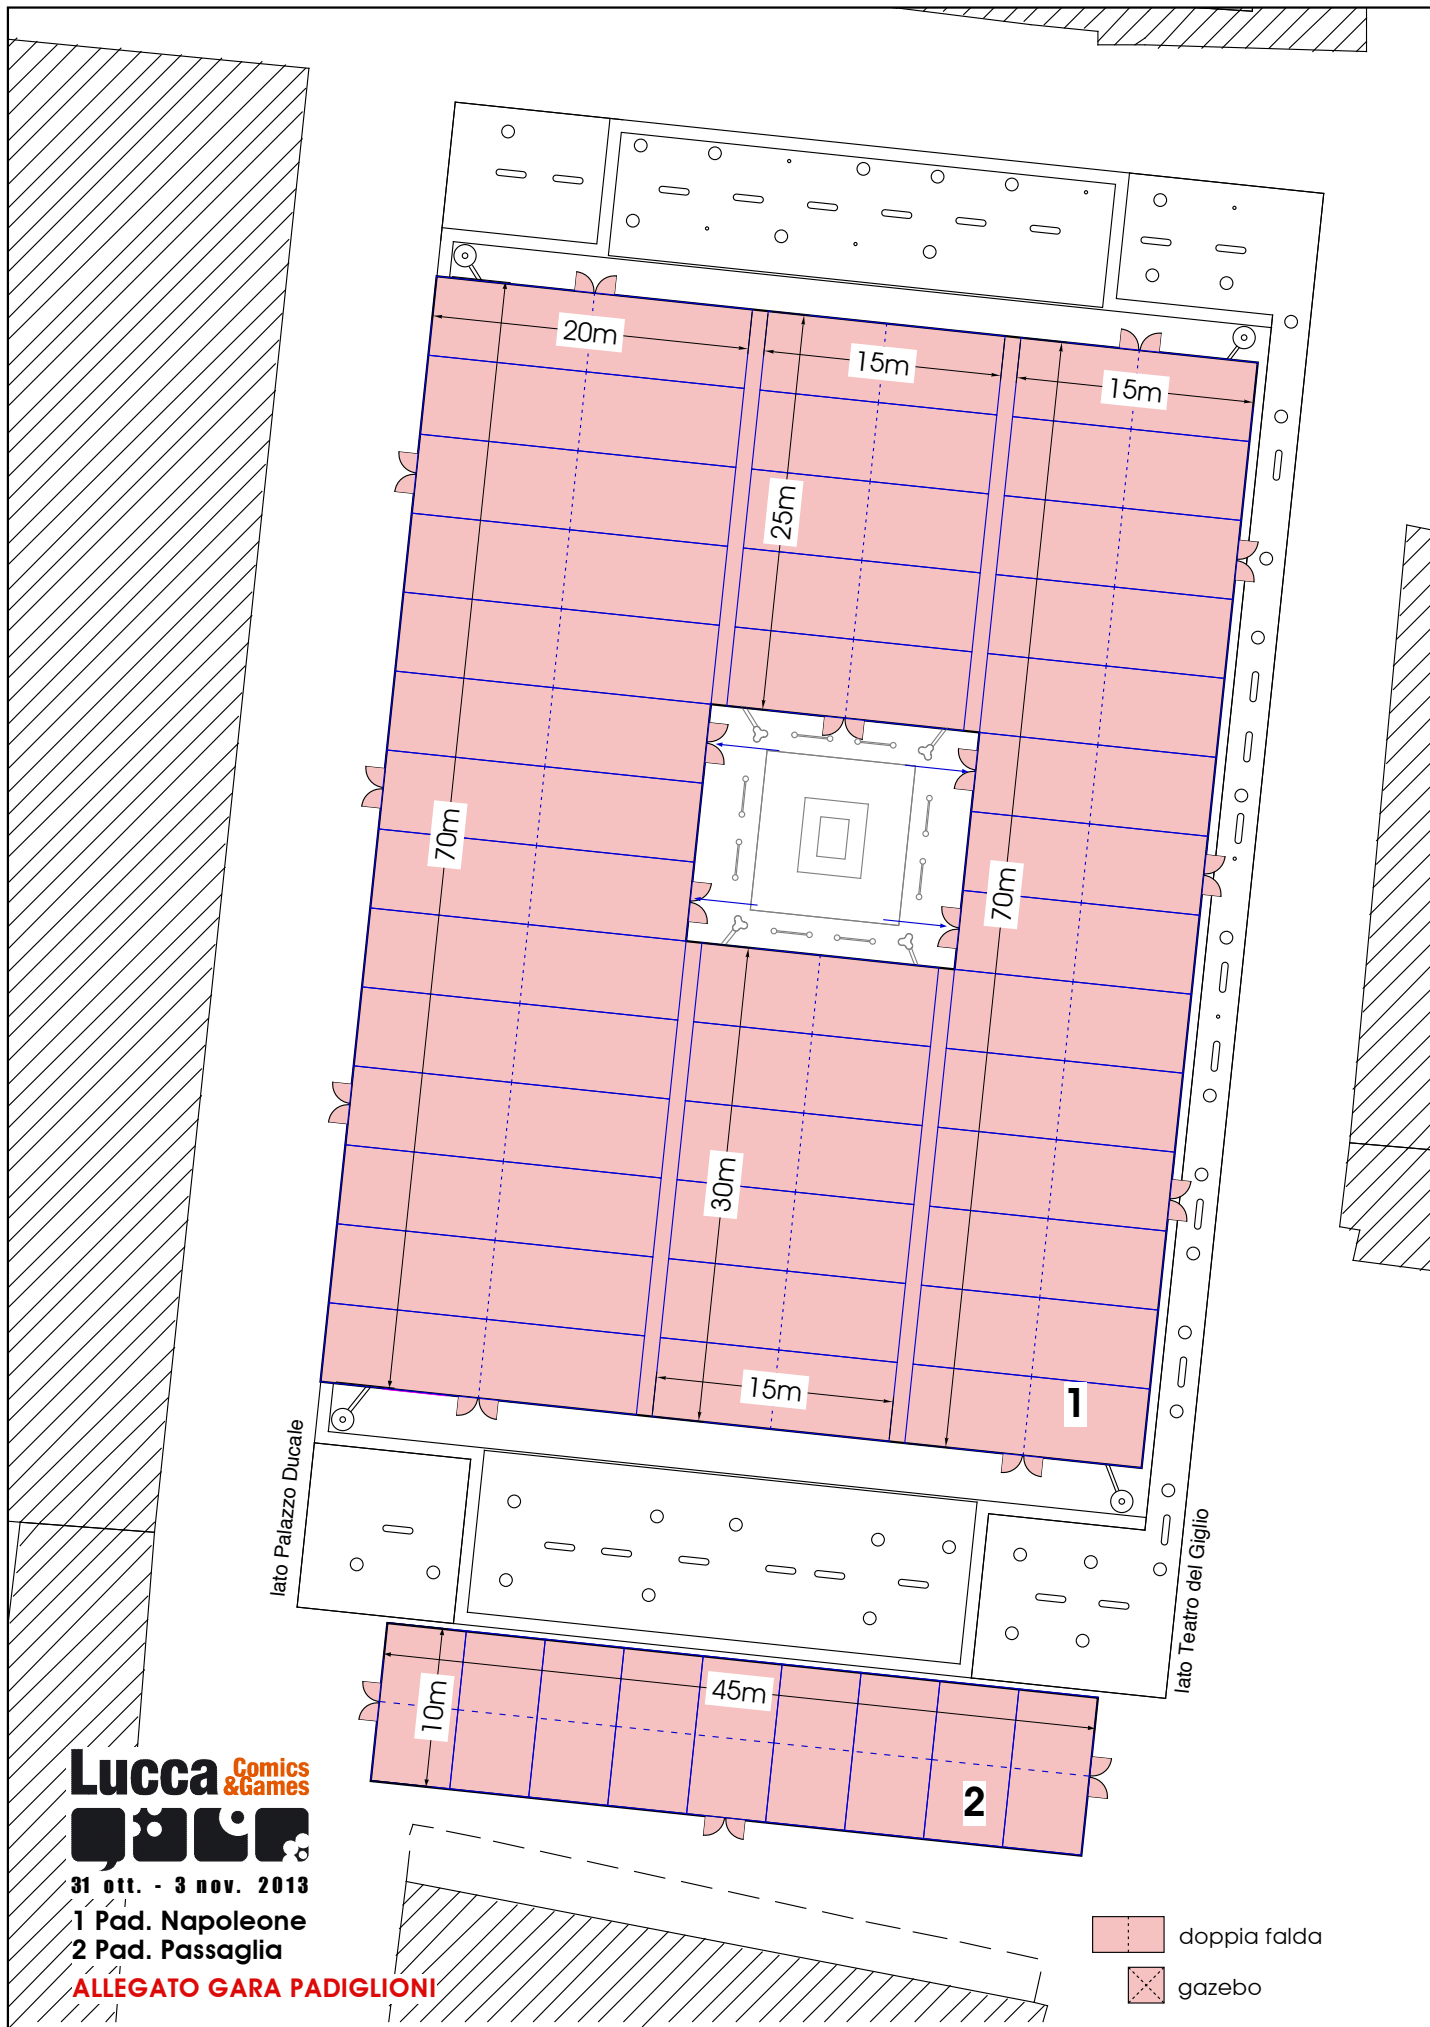 20m
15m
15m
25m
70m
70m
30m
15m
1
lato Palazzo Ducale
lato Teatro del Giglio
45m
10m
2
Lucca Comics &Games
31 ott. - 3 nov. 2013
1 Pad. Napoleone
2 Pad. Passaglia
ALLEGATO GARA PADIGLIONI
doppia falda
gazebo